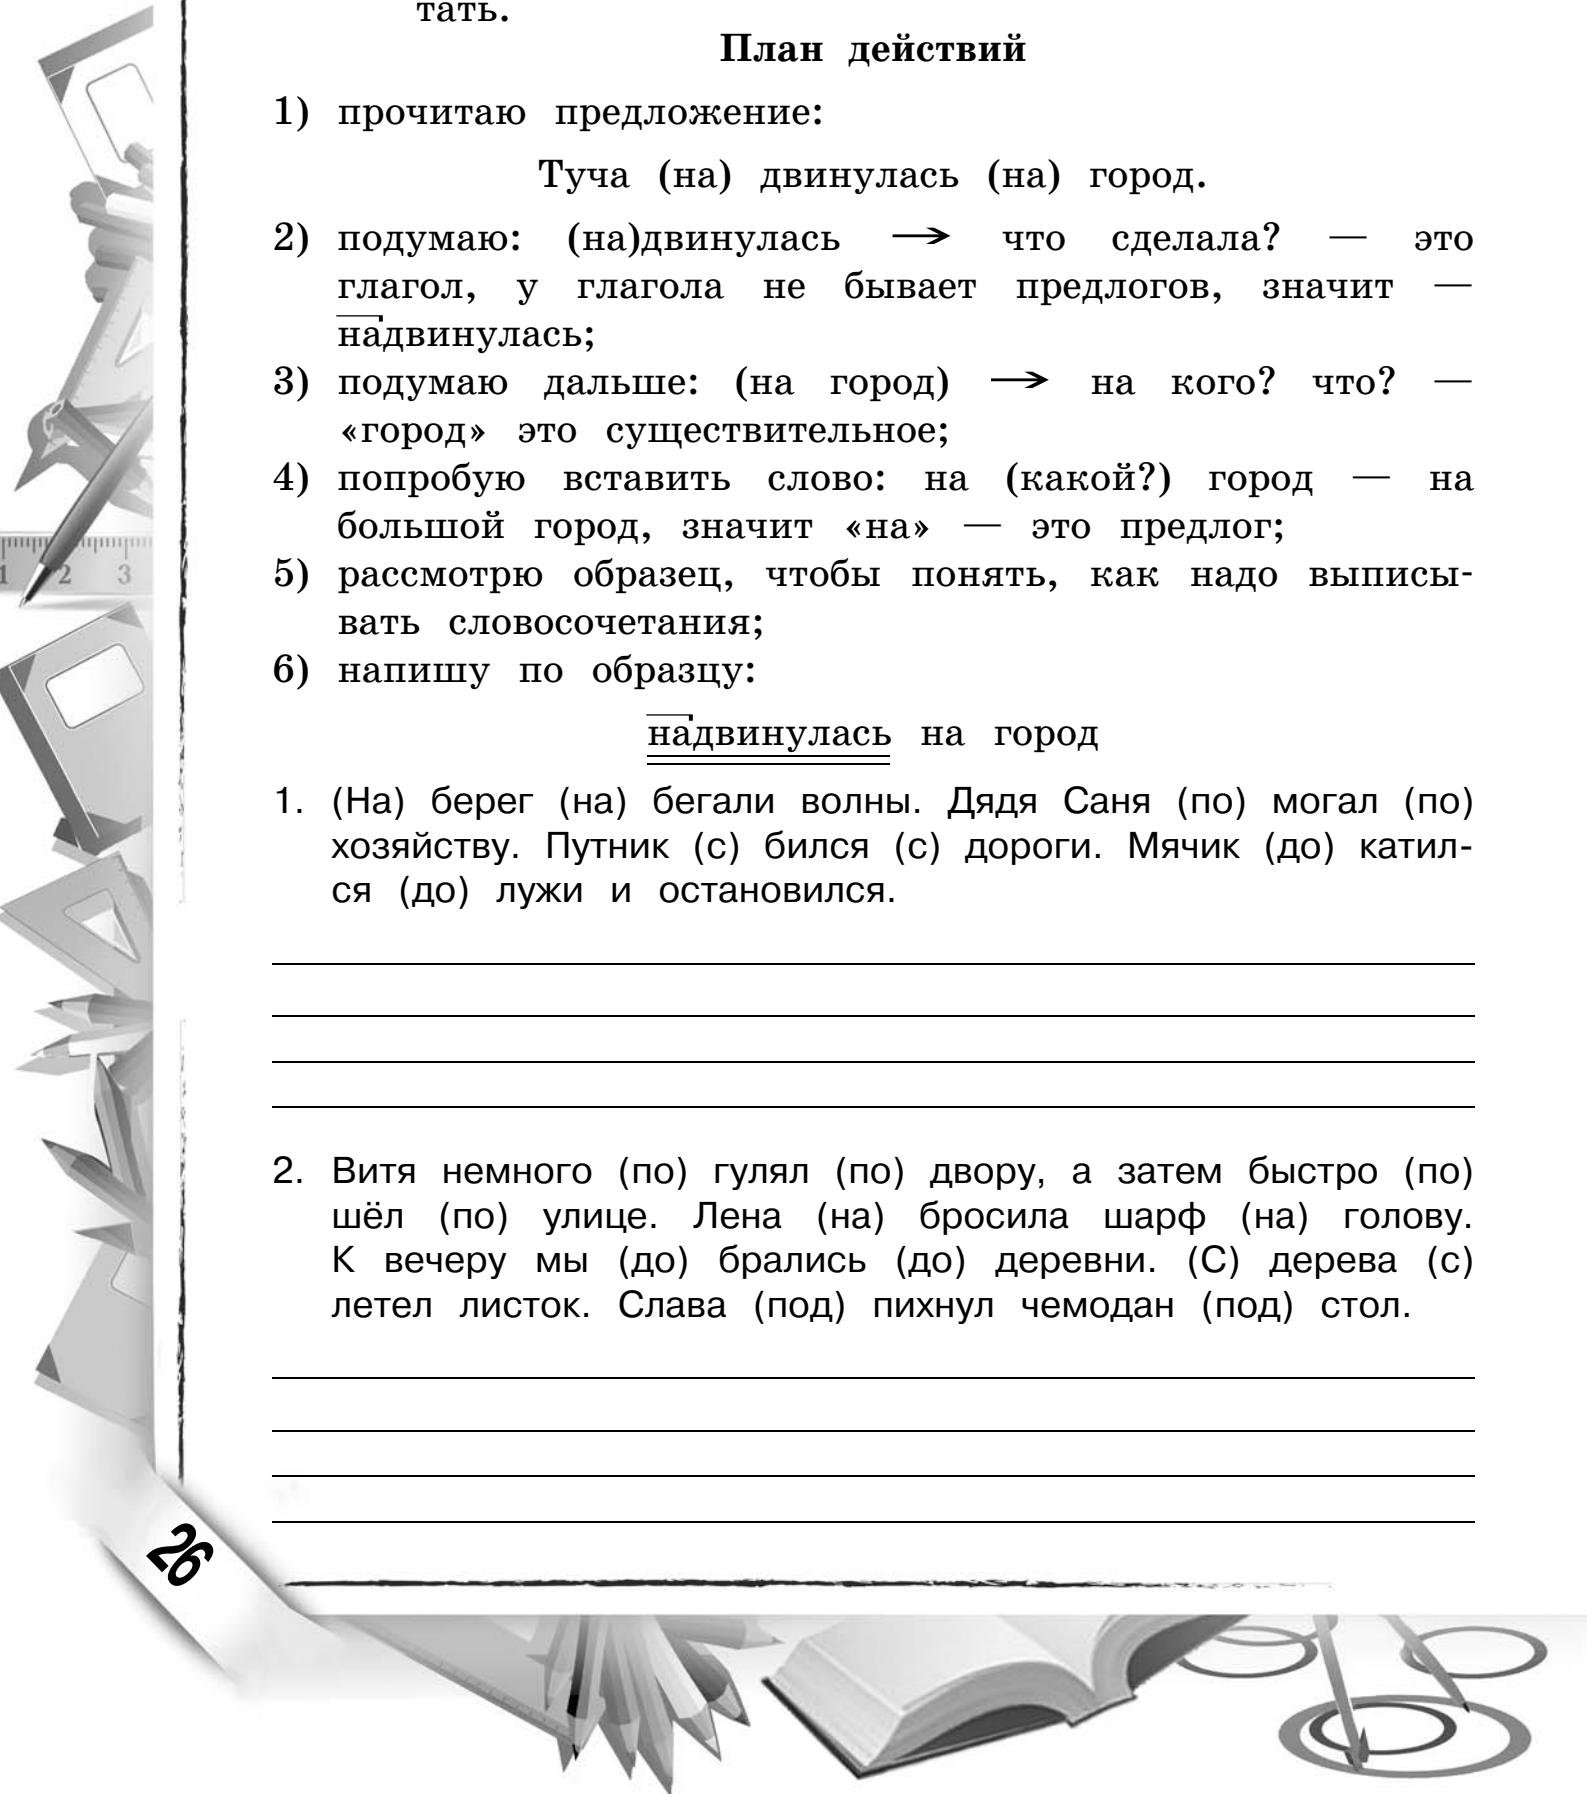 тать.
План действий
1) прочитаю предложение:
Туча (на) двинулась (на) город.
2) подумаю: (на)двинулась → что сделала? — это
глагол, у глагола не бывает предлогов, значит —
надвинулась;
3) подумаю дальше: (на город) → на кого? что? —
«город» это существительное;
4) попробую вставить слово: на (какой?) город — на
большой город, значит «на» — это предлог;
5) рассмотрю образец, чтобы понять, как надо выписы-
вать словосочетания;
6) напишу по образцу:
надвинулась на город
1. (На) берег (на) бегали волны. Дядя Саня (по) могал (по)
хозяйству. Путник (с) бился (с) дороги. Мячик (до) катил-
ся (до) лужи и остановился.
2. Витя немного (по) гулял (по) двору, а затем быстро (по)
шёл (по) улице. Лена (на) бросила шарф (на) голову.
К вечеру мы (до) брались (до) деревни. (С) дерева (с)
летел листок. Слава (под) пихнул чемодан (под) стол.
1 2 3
26